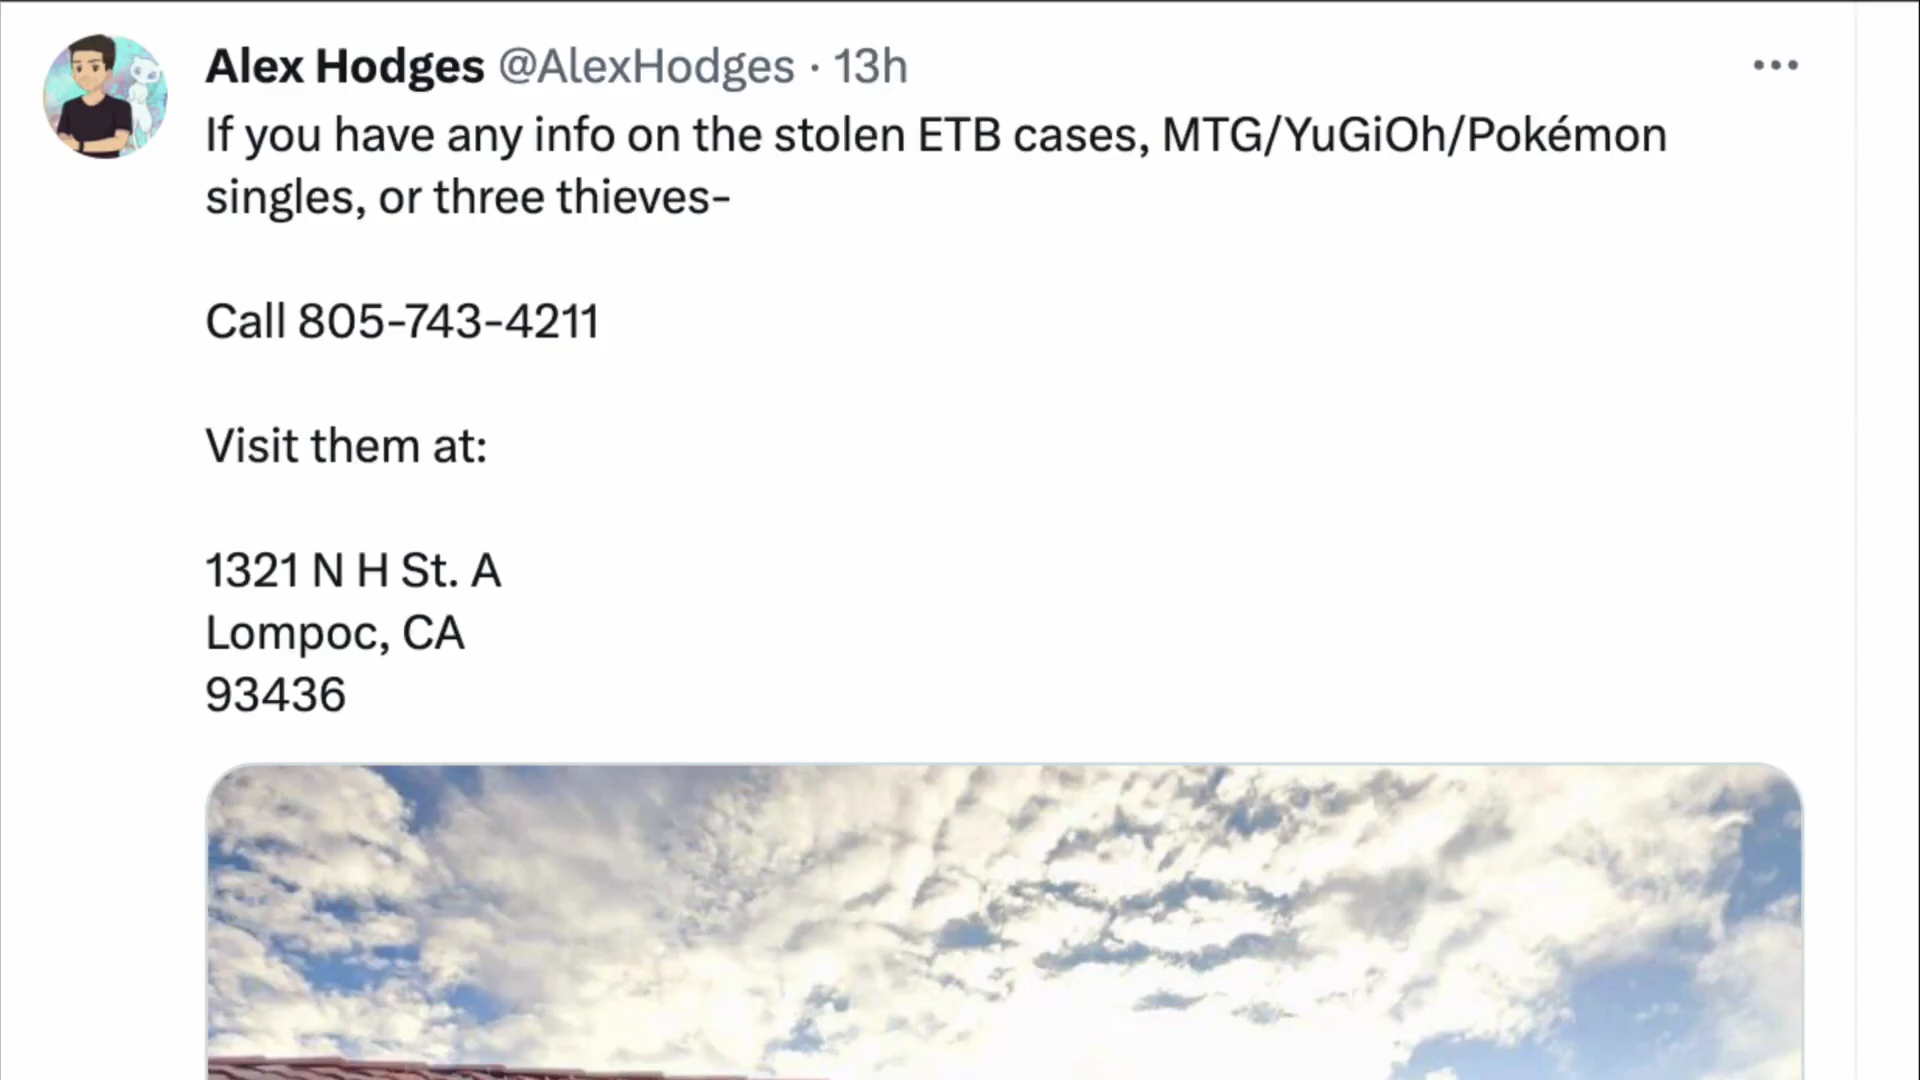 Alex Hodges @AlexHodges · 13h
If you have any info on the stolen ETB cases, MTG/YuGiOh/Pokémon
singles, or three thieves-
Call 805-743-4211
Visit them at:
1321 N H St. A
Lompoc, CA
93436